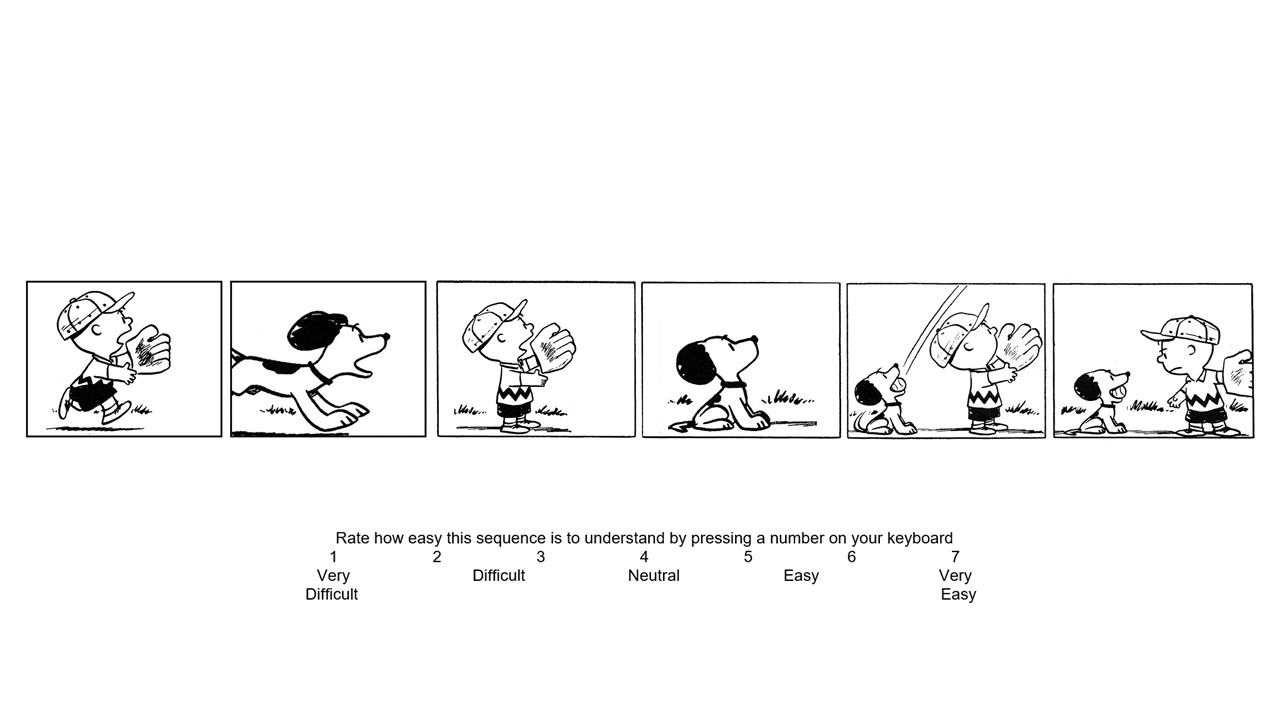 Rate how easy this sequence is to understand by pressing a number on your keyboard
1 2 3 4 5 6 7
Very Difficult Neutral Easy Very
Difficult Easy